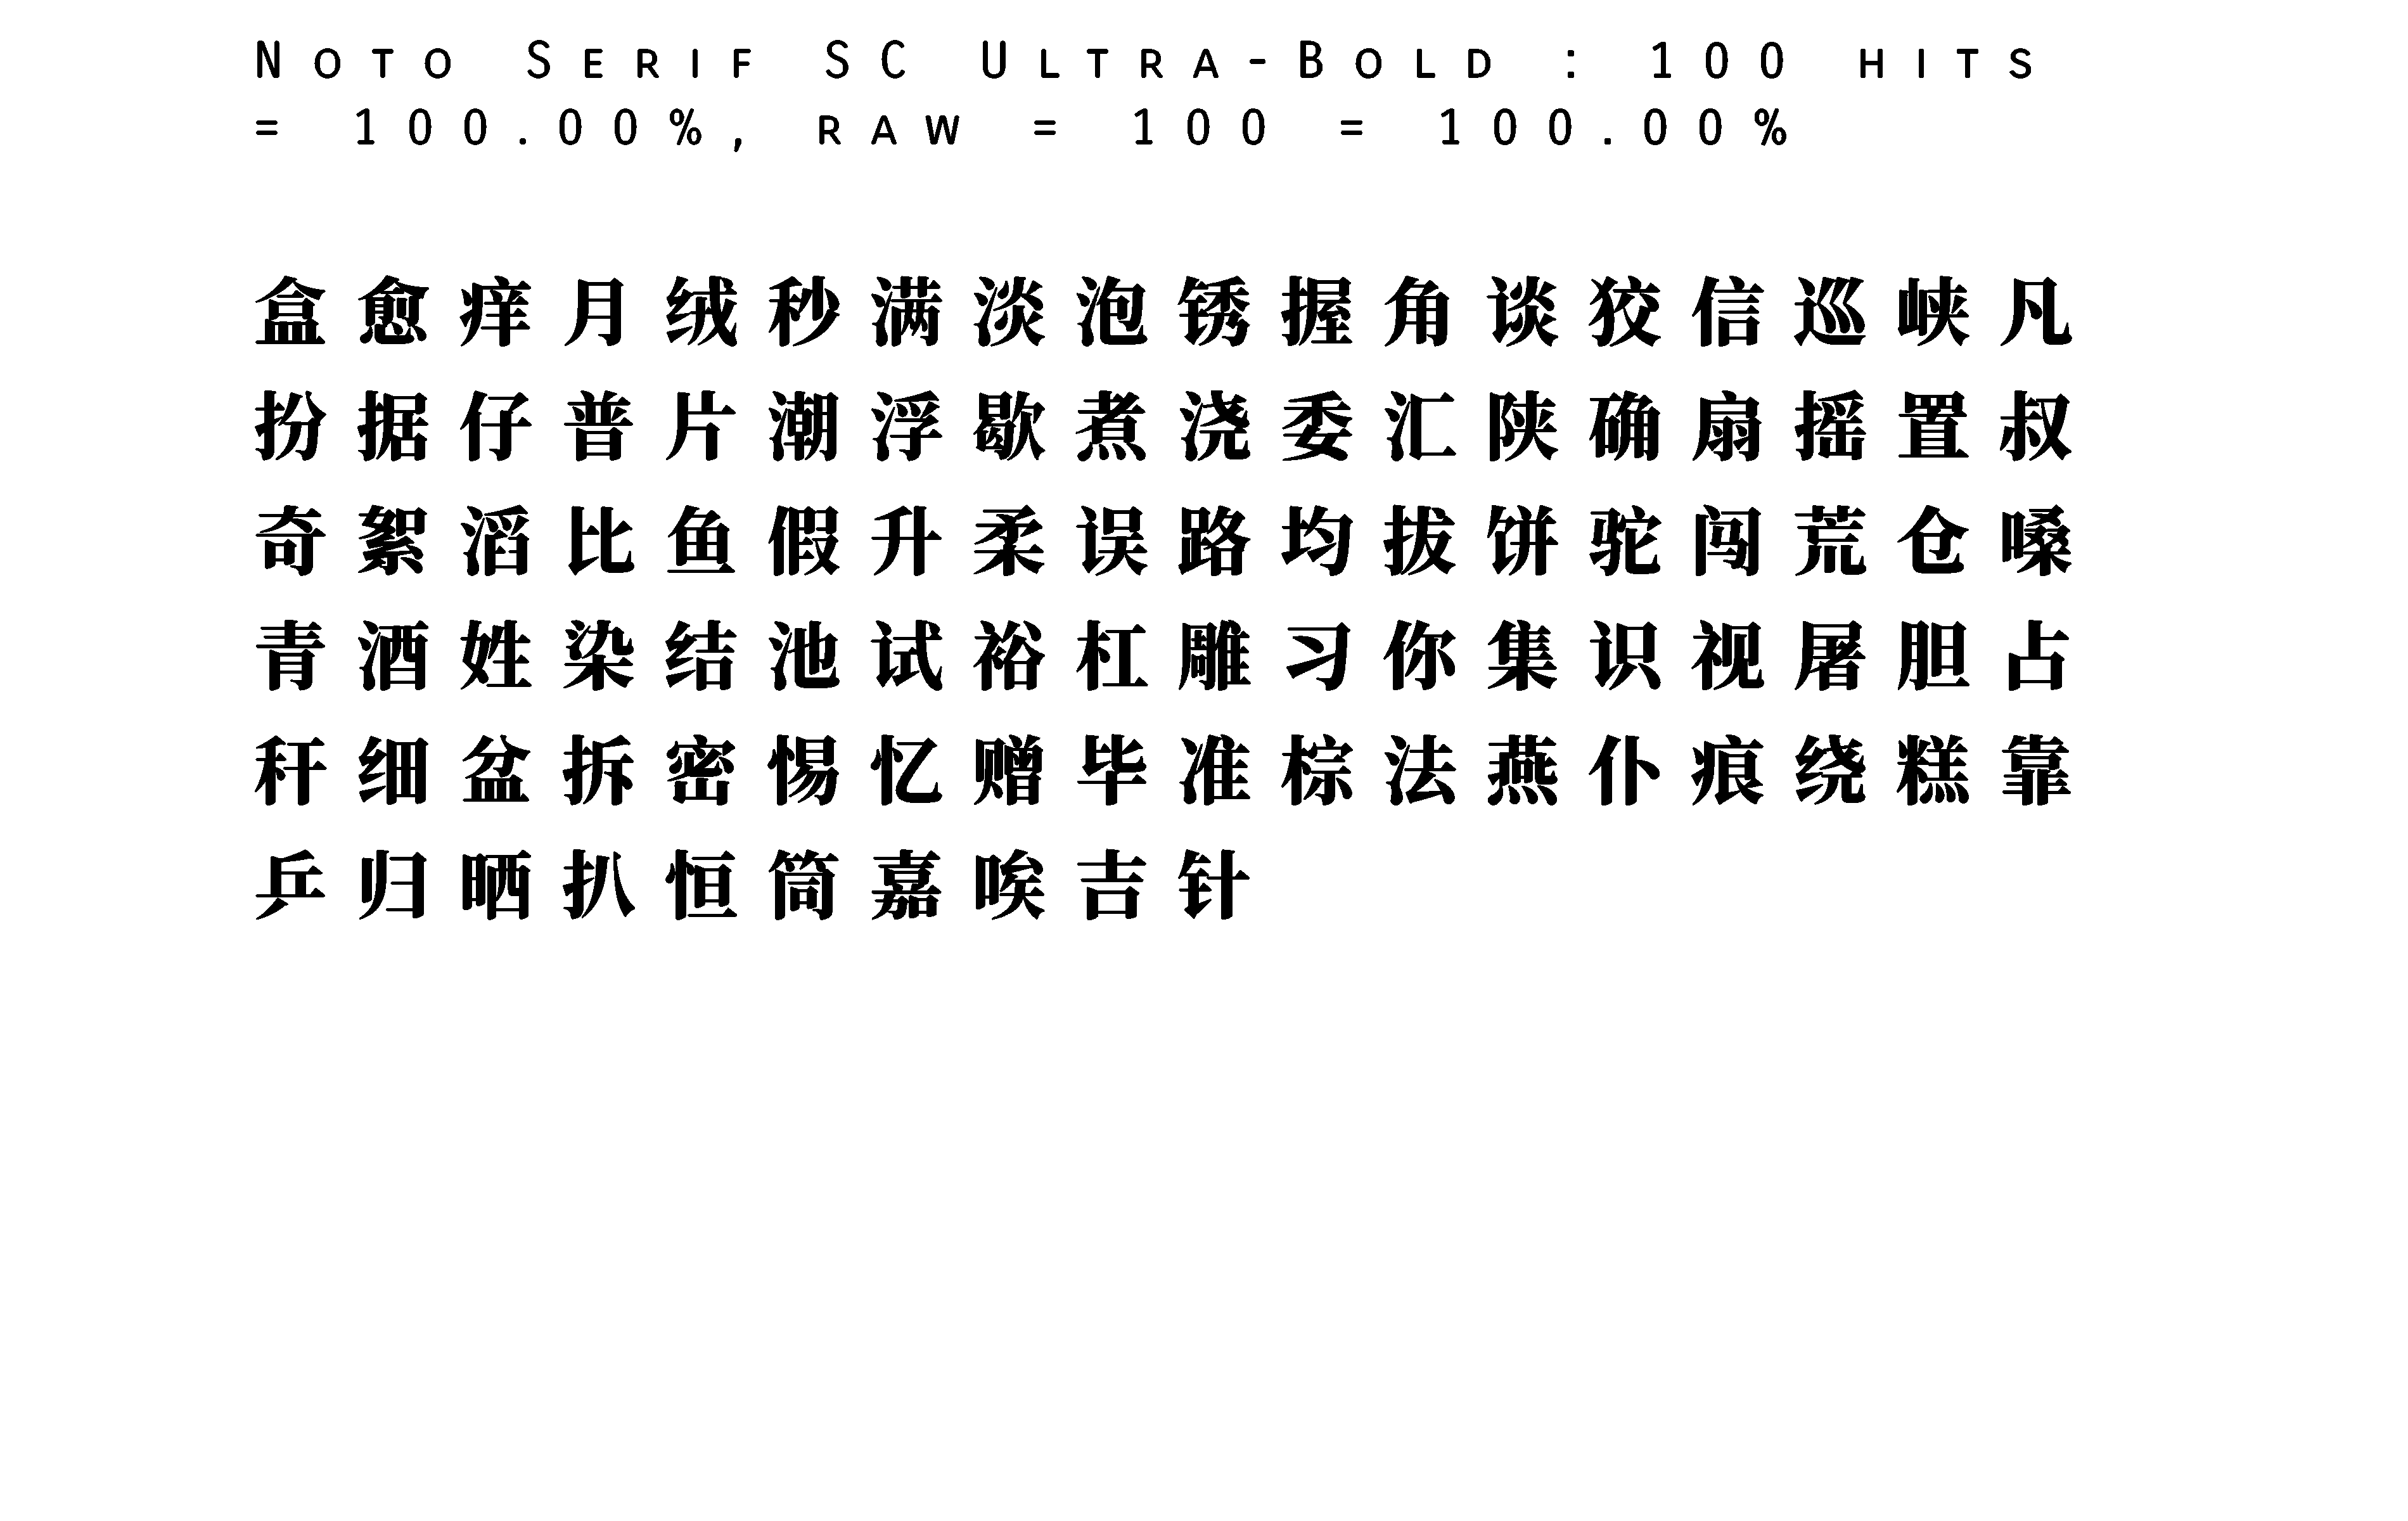 Noto Serif SC Ultra-Bold : 100 hits
= 100.00%, raw = 100 = 100.00%
盒愈痒月绒秒满淡泡锈握角谈狡信巡峡凡
扮据仔普片潮浮歇煮浇委汇陕确扇摇置叔
奇絮滔比鱼假升柔误路均拔饼驼闯荒仓嗓
青酒姓染结池试裕杠雕习你集识视屠胆占
秆细盆拆密惕忆赠毕准棕法燕仆痕绕糕靠
乒归晒扒恒筒嘉唉吉针